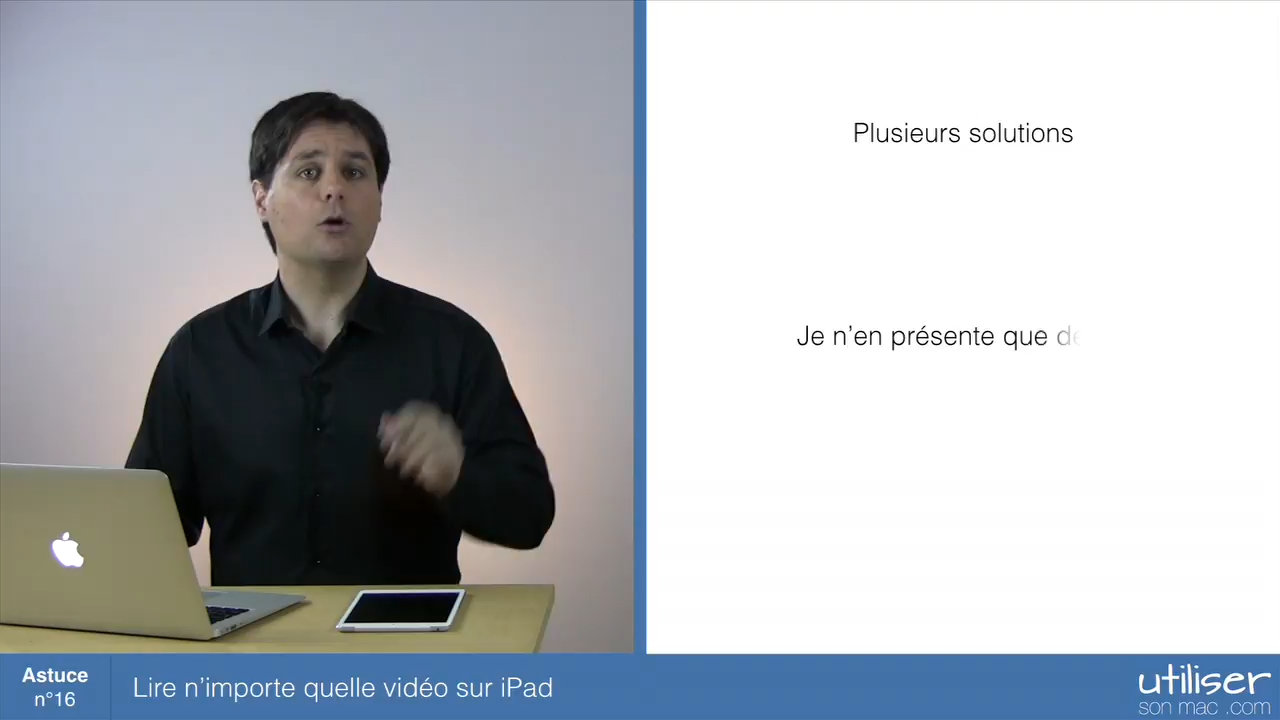 Plusieurs solutions
Je n'en présente que
Astuce
n°16
Lire n'importe quelle vidéo sur iPad
utiliser
son mac .com